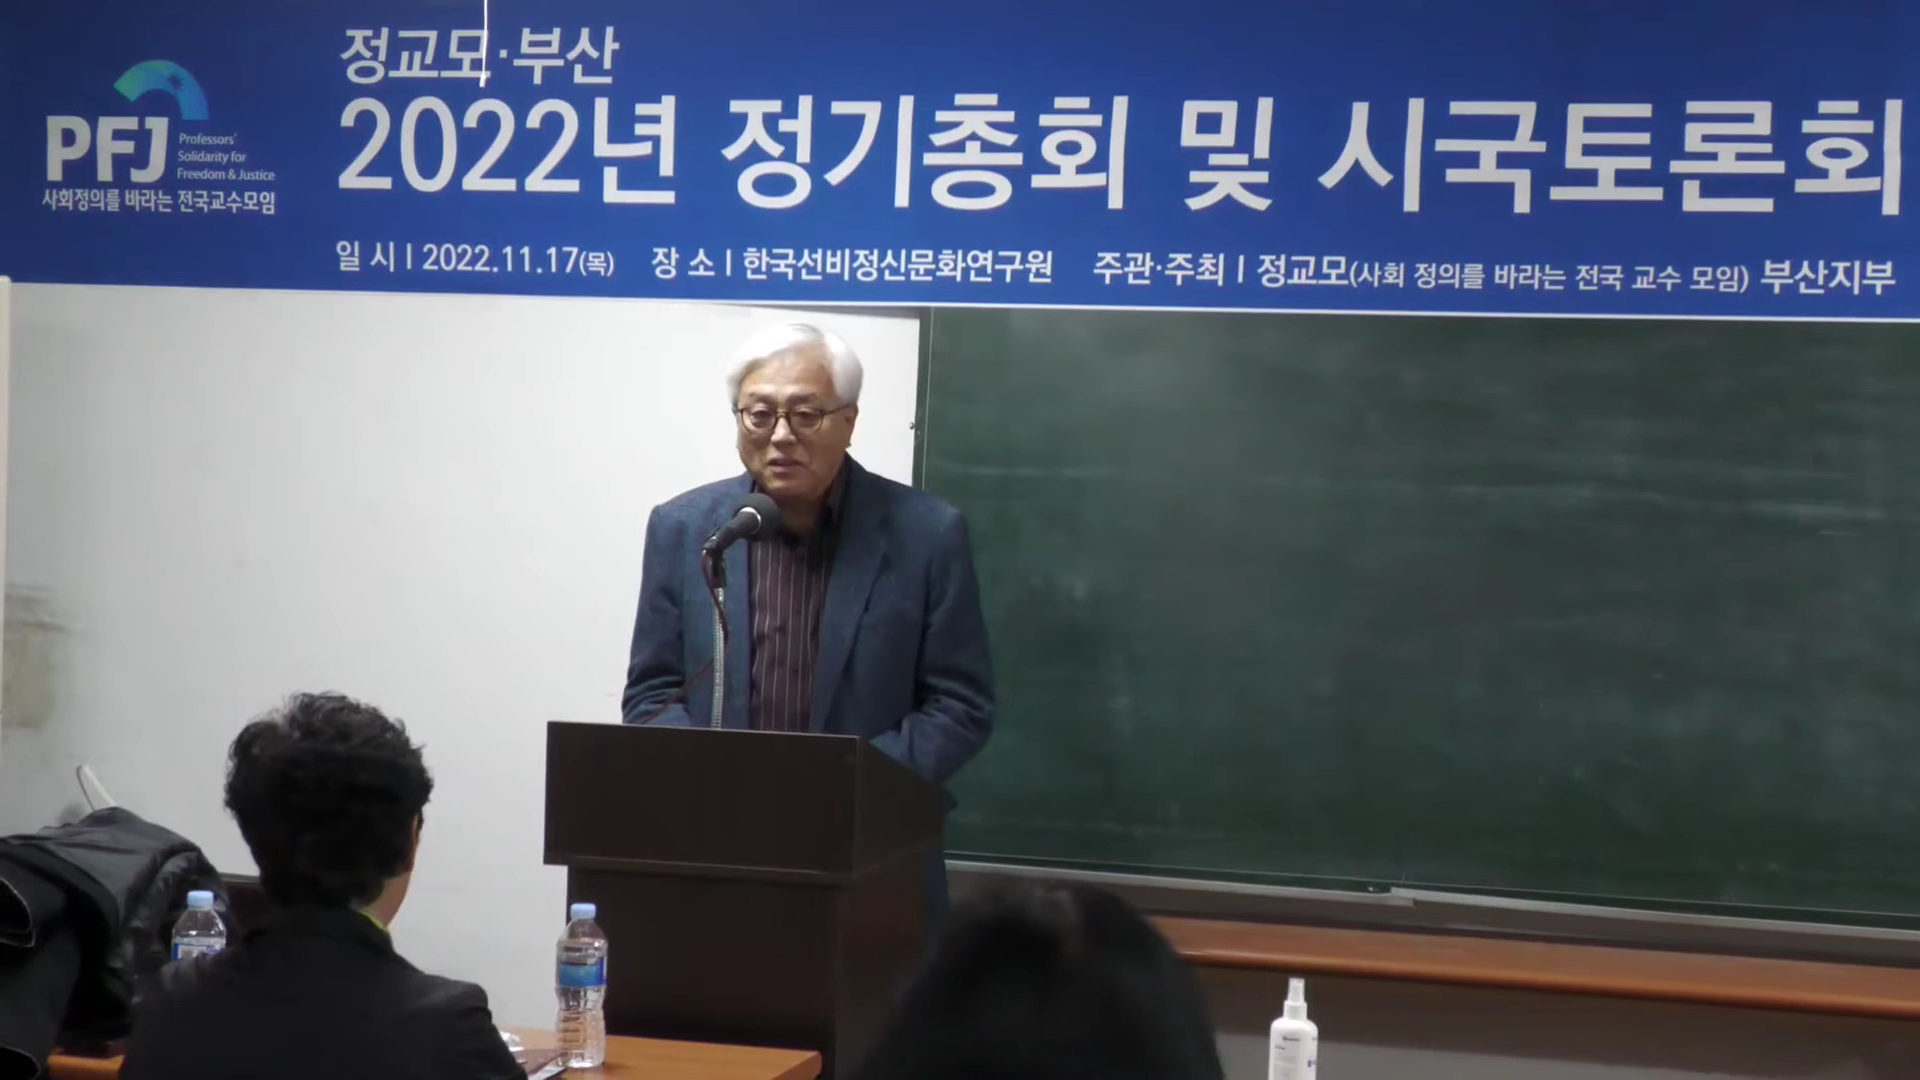 정교모·부산
PFJ
Professors'
Solidarity for
Freedom & Justice
사회정의를 바라는 전국교수모임
2022년 정기총회 및 시국토론회
일 시 | 2022.11.17(목) 장 소 | 한국선비정신문화연구원 주관·주최 | 정교모(사회 정의를 바라는 전국 교수 모임) 부산지부